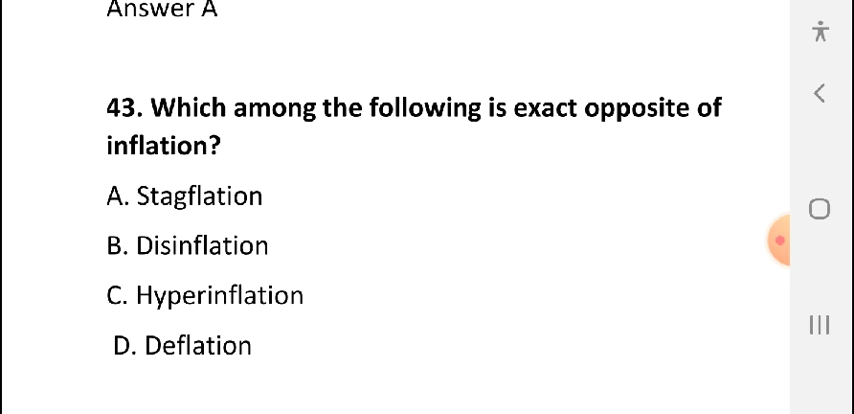 Answer A
43. Which among the following is exact opposite of
inflation?
A. Stagflation
B. Disinflation
C. Hyperinflation
D. Deflation